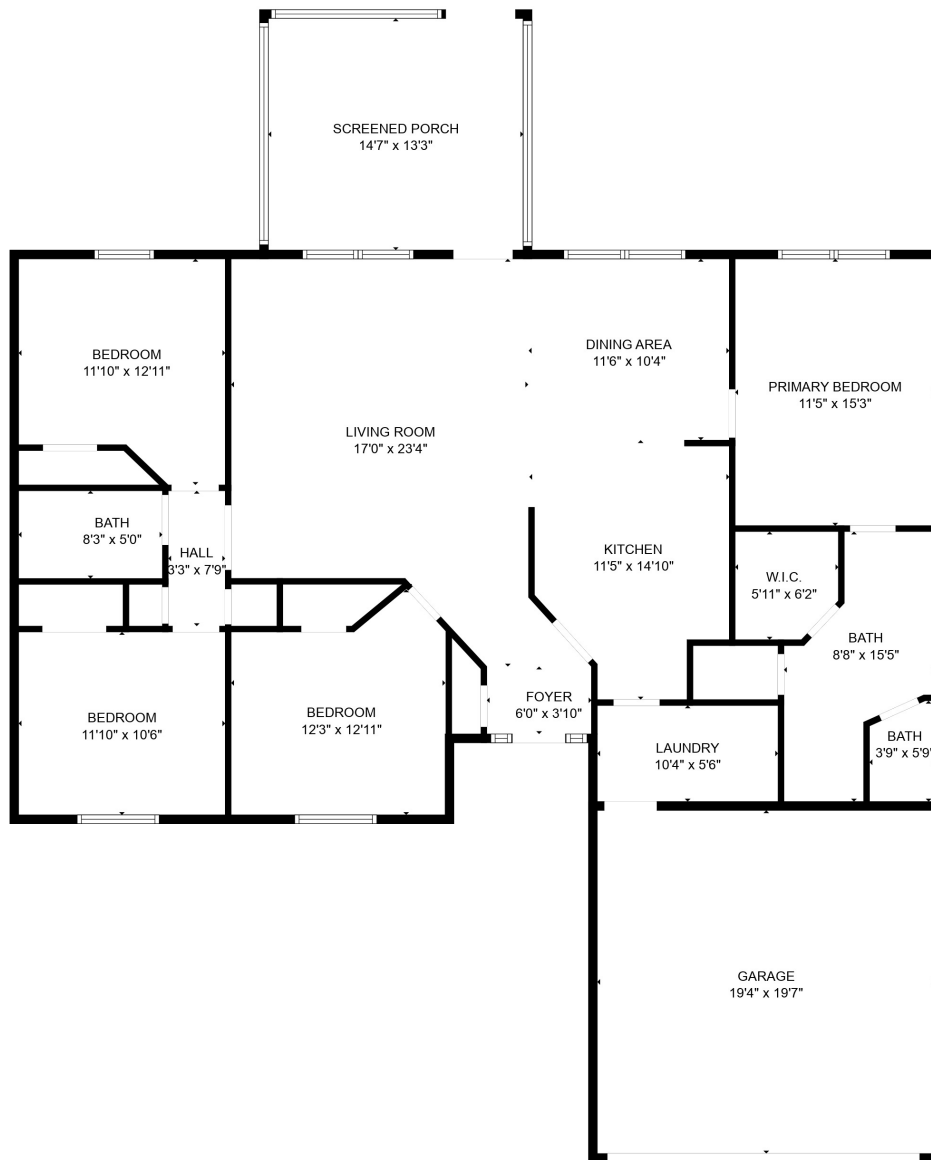 SCREENED PORCH
14'7" x 13'3"
BEDROOM
11'10" x 12'11"
DINING AREA
11'6" x 10'4"
PRIMARY BEDROOM
11'5" x 15'3"
LIVING ROOM
17'0" x 23'4"
BATH
8'3" x 5'0"
HALL
3'3" x 7'9"
KITCHEN
11'5" x 14'10"
W.I.C.
5'11" x 6'2"
BATH
8'8" x 15'5"
BEDROOM
11'10" x 10'6"
BEDROOM
12'3" x 12'11"
FOYER
6'0" x 3'10"
LAUNDRY
10'4" x 5'6"
BATH
3'9" x 5'9"
GARAGE
19'4" x 19'7"